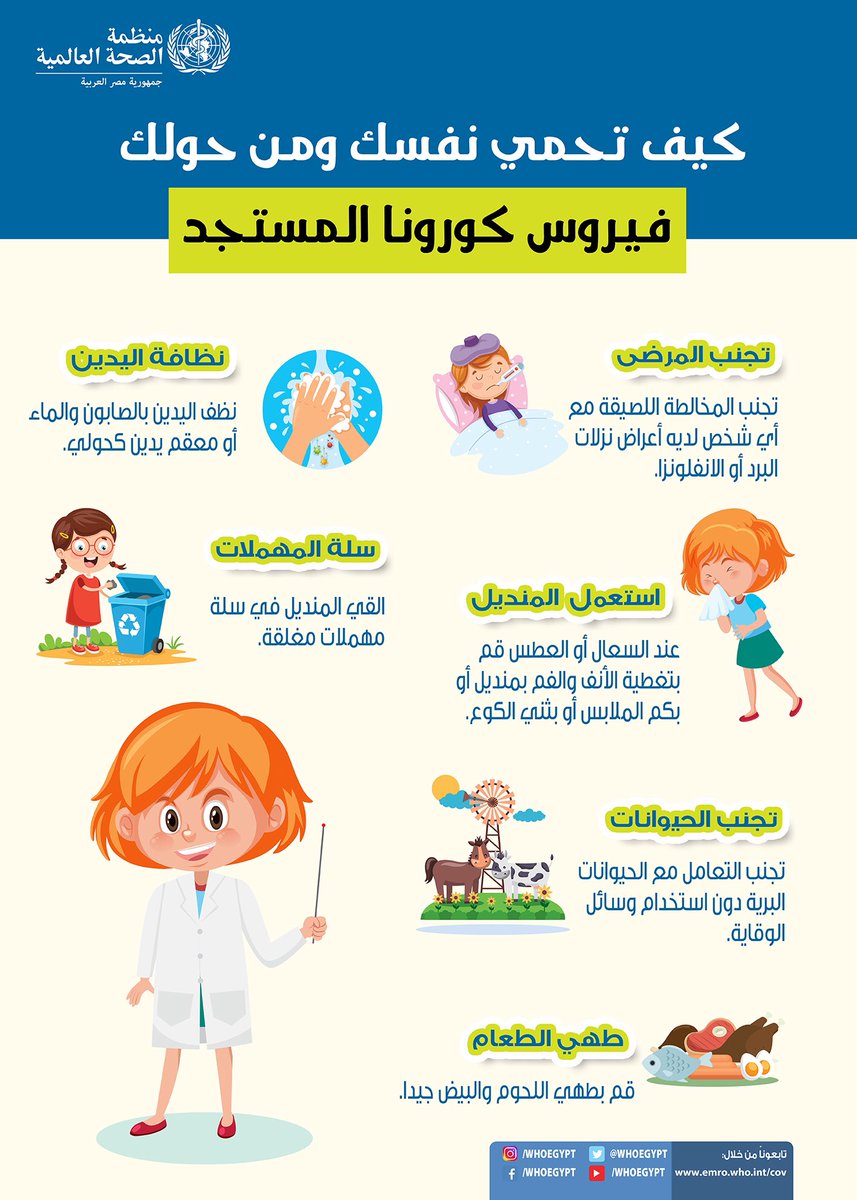 منظمة
الصحة العالمية
جمهورية مصر العربية
كيف تحمي نفسك ومن حولك
فيروس كورونا المستجد
تجنب المرضى
تجنب المخالطة اللصيقة مع
أي شخص لديه أعراض نزلات
البرد أو الانفلونزا.
نظافة اليدين
نظف اليدين بالصابون والماء
أو معقم يدين كحولي.
استعمل المنديل
عند السعال أو العطس قم
بتغطية الأنف والفم بمنديل أو
بكم الملابس أو بثني الكوع.
سلة المهملات
القي المنديل في سلة
مهملات مغلقة.
تجنب الحيوانات
تجنب التعامل مع الحيوانات
البرية دون استخدام وسائل
الوقاية.
طهي الطعام
قم بطهي اللحوم والبيض جيدا.
تابعونا من خلال:
www.emro.who.int/cov
@WHOEGYPT
/WHOEGYPT
/WHOEGYPT
/WHOEGYPT